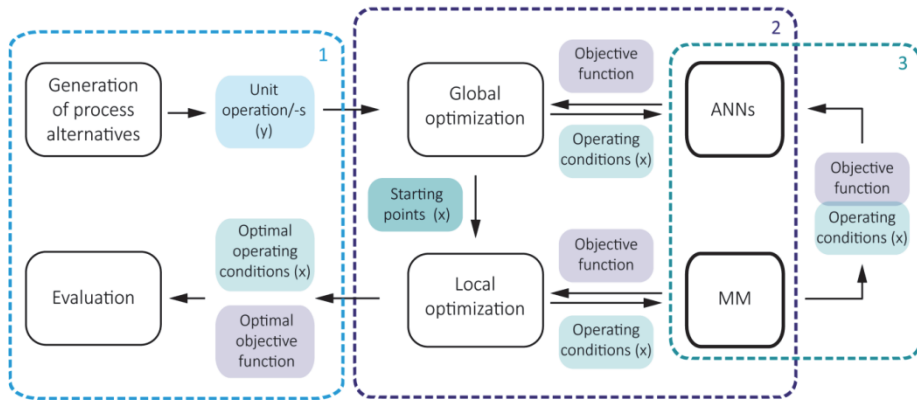 1
2
3
Generation
of process
alternatives
Unit
operation/-s
(y)
Global
optimization
Objective
function
Operating
conditions (x)
ANNs
Objective
function
Operating
conditions (x)
Starting
points (x)
Optimal
operating
conditions (x)
Evaluation
Optimal
objective
function
Local
optimization
Objective
function
Operating
conditions (x)
MM